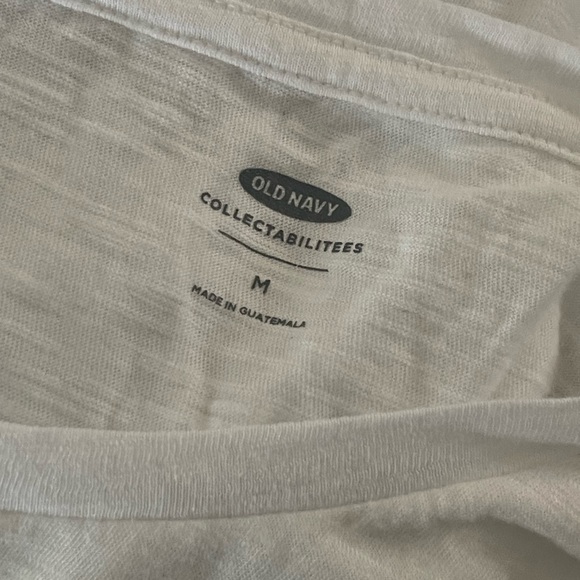 OLD NAVY
COLLECTABILITEES
M
MADE IN GUATEMALA